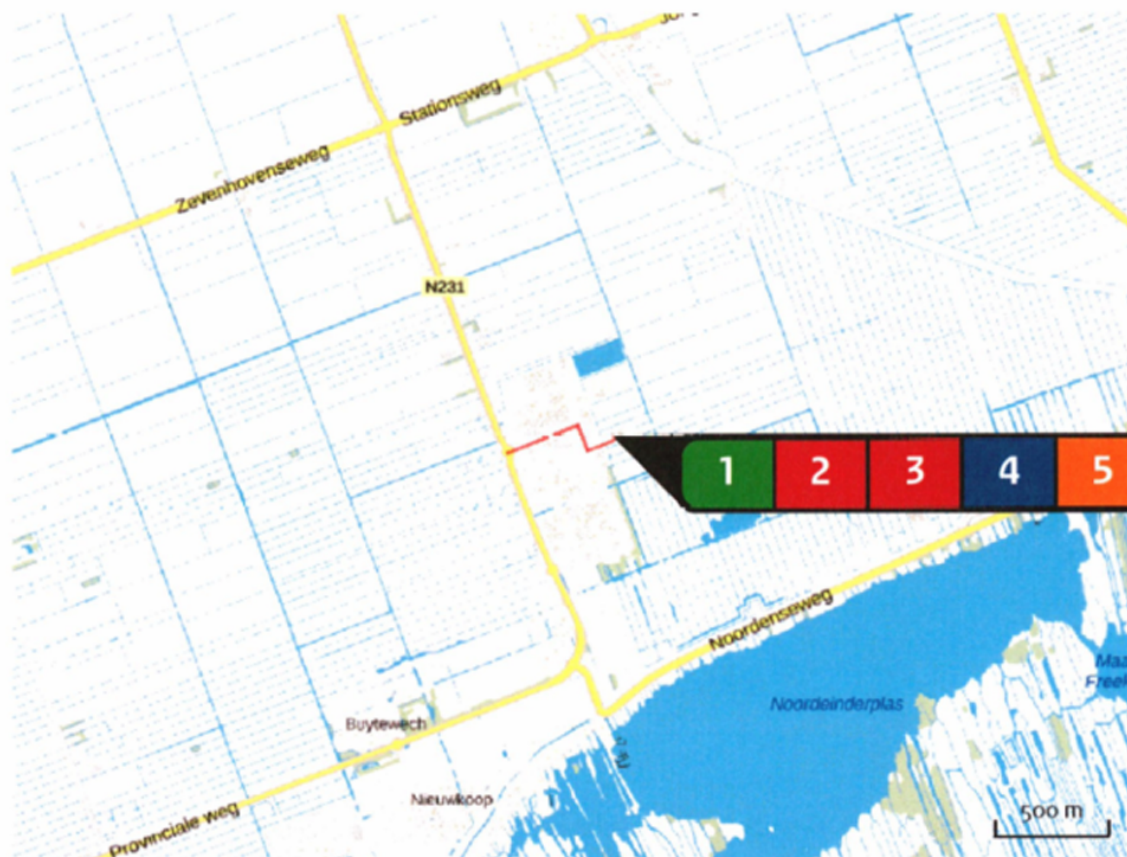 Stationsweg
Zevenhovenseweg
N231
1 2 3 4 5
Noordenseweg
Noordeinderplas
Buytewech
Nieuwkoop
Provinciale weg
500 m